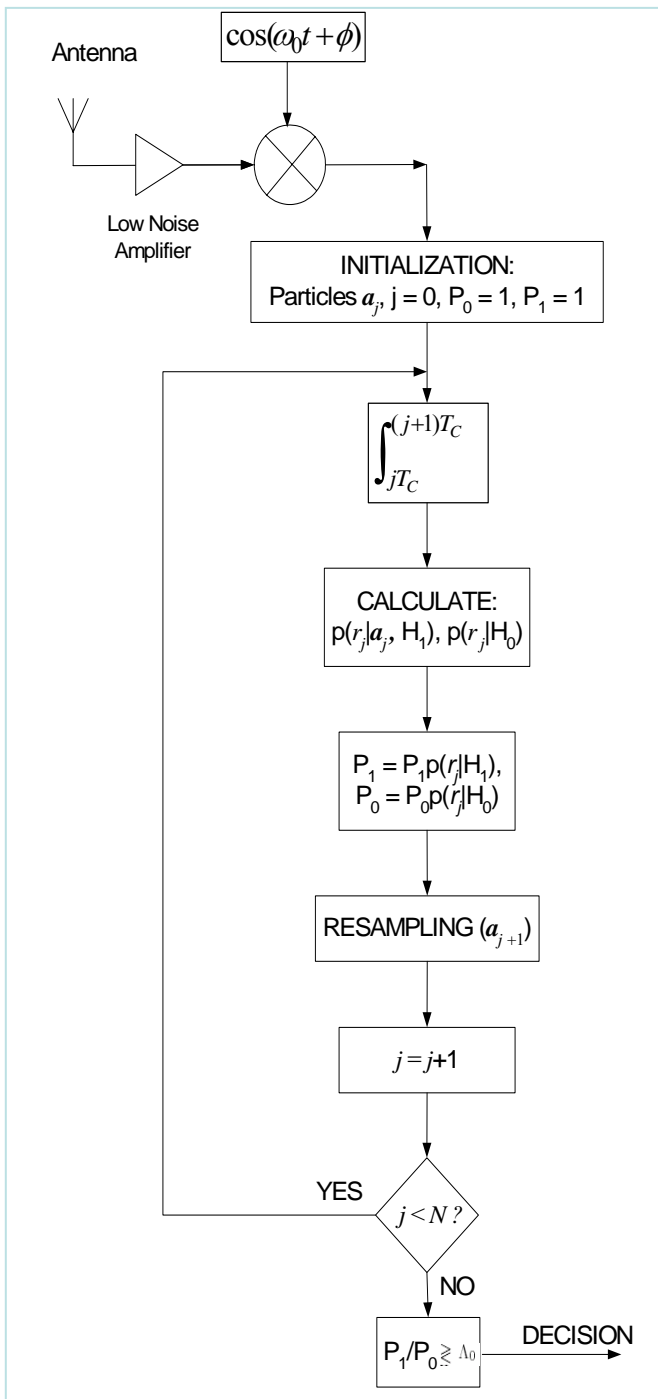 cos(ω₀t+ϕ)
Antenna
Low Noise
Amplifier
INITIALIZATION:
Particles aⱼ, j = 0, P₀ = 1, P₁ = 1
∫
(j+1)T_C
jT_C
CALCULATE:
p(rⱼ|aⱼ, H₁), p(rⱼ|H₀)
P₁ = P₁p(rⱼ|H₁),
P₀ = P₀p(rⱼ|H₀)
RESAMPLING (aⱼ₊₁)
j = j+1
YES
j < N ?
NO
P₁/P₀ ≷ Λ₀
DECISION